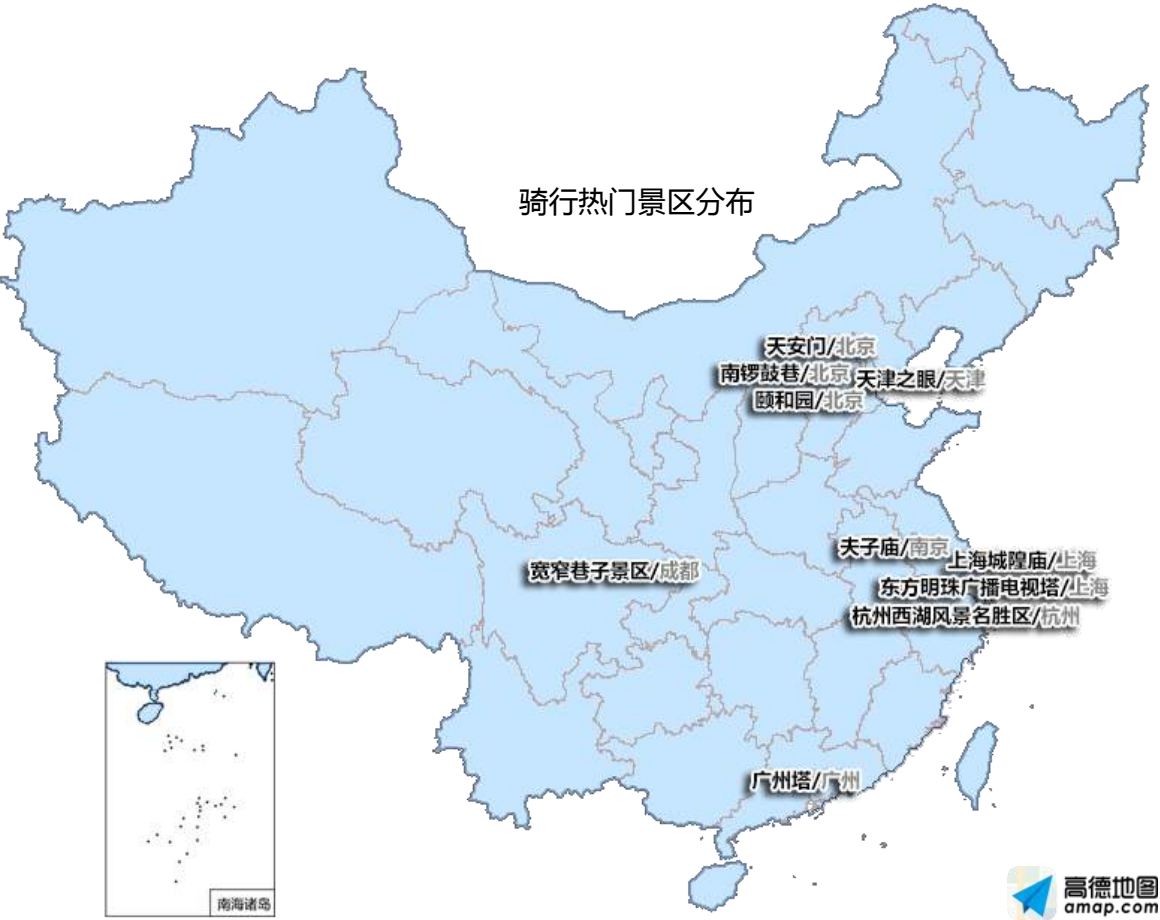 骑行热门景区分布
天安门/北京
南锣鼓巷/北京
天津之眼/天津
颐和园/北京
夫子庙/南京
上海城隍庙/上海
宽窄巷子景区/成都
东方明珠广播电视塔/上海
杭州西湖风景名胜区/杭州
广州塔/广州
南海诸岛
高德地图
amap.com